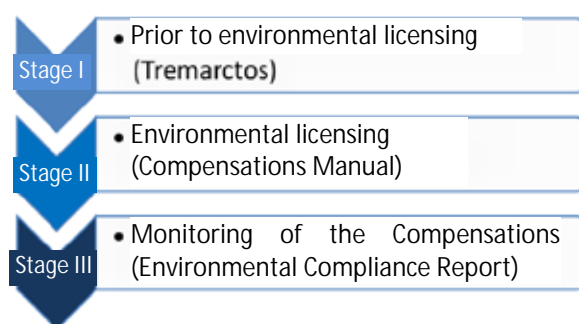 Stage I
• Prior to environmental licensing
(Tremarctos)
Stage II
• Environmental licensing
(Compensations Manual)
Stage III
• Monitoring of the Compensations
(Environmental Compliance Report)